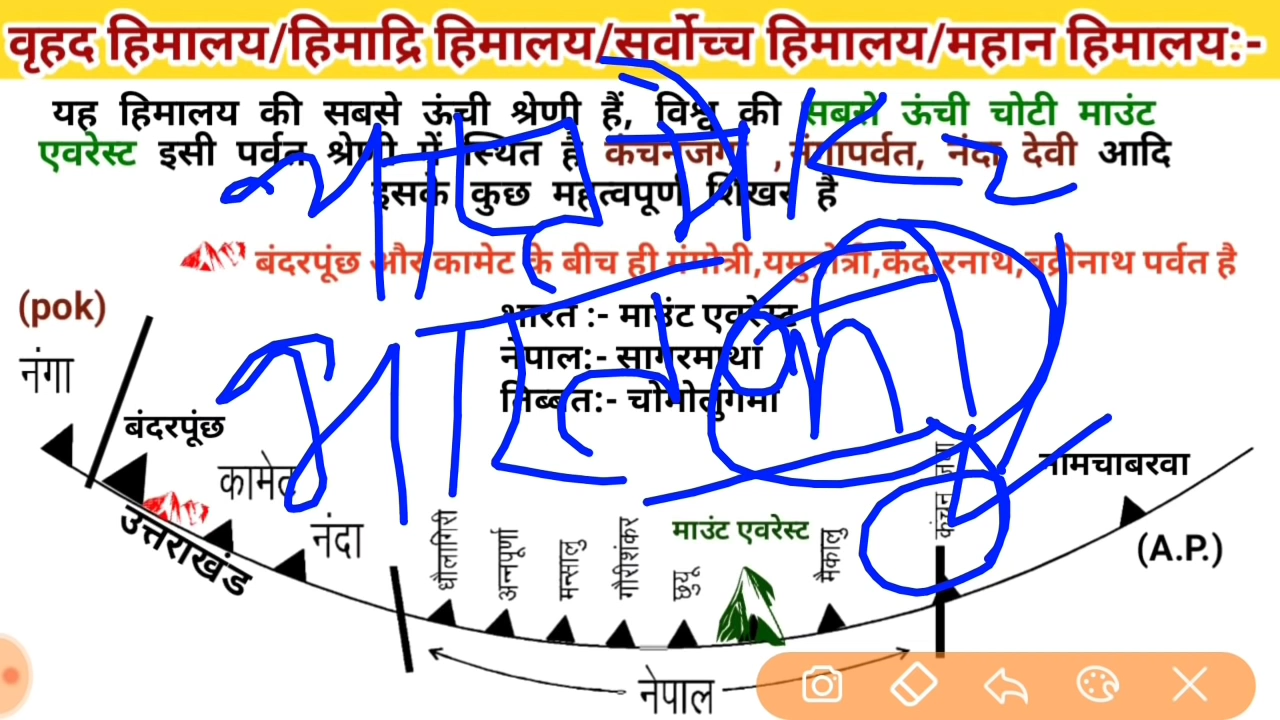 वृहद हिमालय/हिमाद्रि हिमालय/सर्वोच्च हिमालय/महान हिमालय:-
यह हिमालय की सबसे ऊंची श्रेणी हैं, विश्व की सबसे ऊंची चोटी माउंट
एवरेस्ट इसी पर्वत श्रेणी में स्थित है कंचनजंगा ,नंगापर्वत, नंदा देवी आदि
इसके कुछ महत्वपूर्ण शिखर है
बंदरपूंछ और कामेट के बीच ही गंगोत्री,यमुनोत्री,केदारनाथ,बद्रीनाथ पर्वत है
(pok)
भारत :- माउंट एवरेस्ट
नेपाल:- सागरमाथा
तिब्बत:- चोमोलुंगमा
नंगा
बंदरपूंछ
कामेट
नंदा
उत्तराखंड
धौलागिरी
अन्नपूर्णा
मन्सालु
गौरीशंकर
छुयू
माउंट एवरेस्ट
मैकालु
नामचाबरवा
(A.P.)
नेपाल